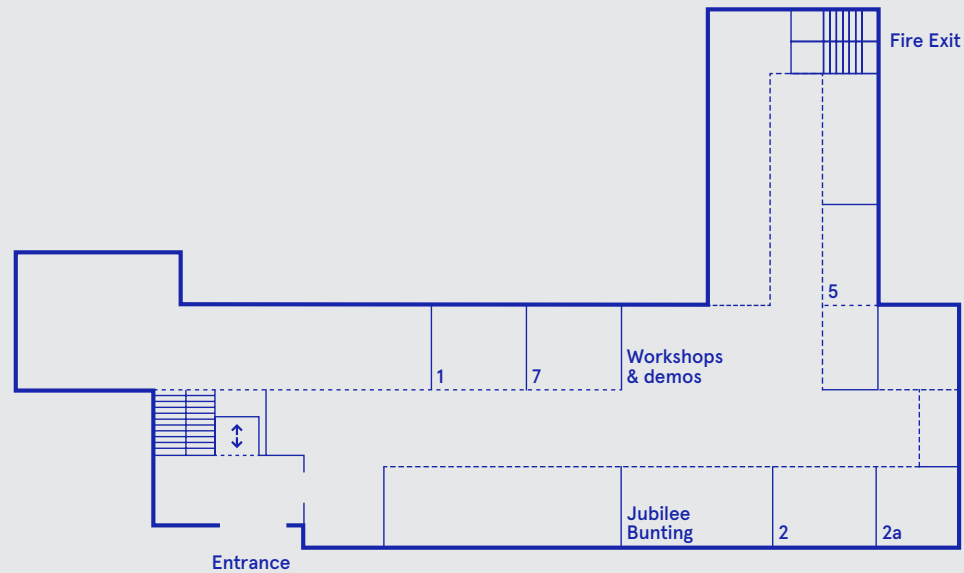 Fire Exit
5
Workshops
& demos
1
7
Jubilee
Bunting
2
2a
Entrance